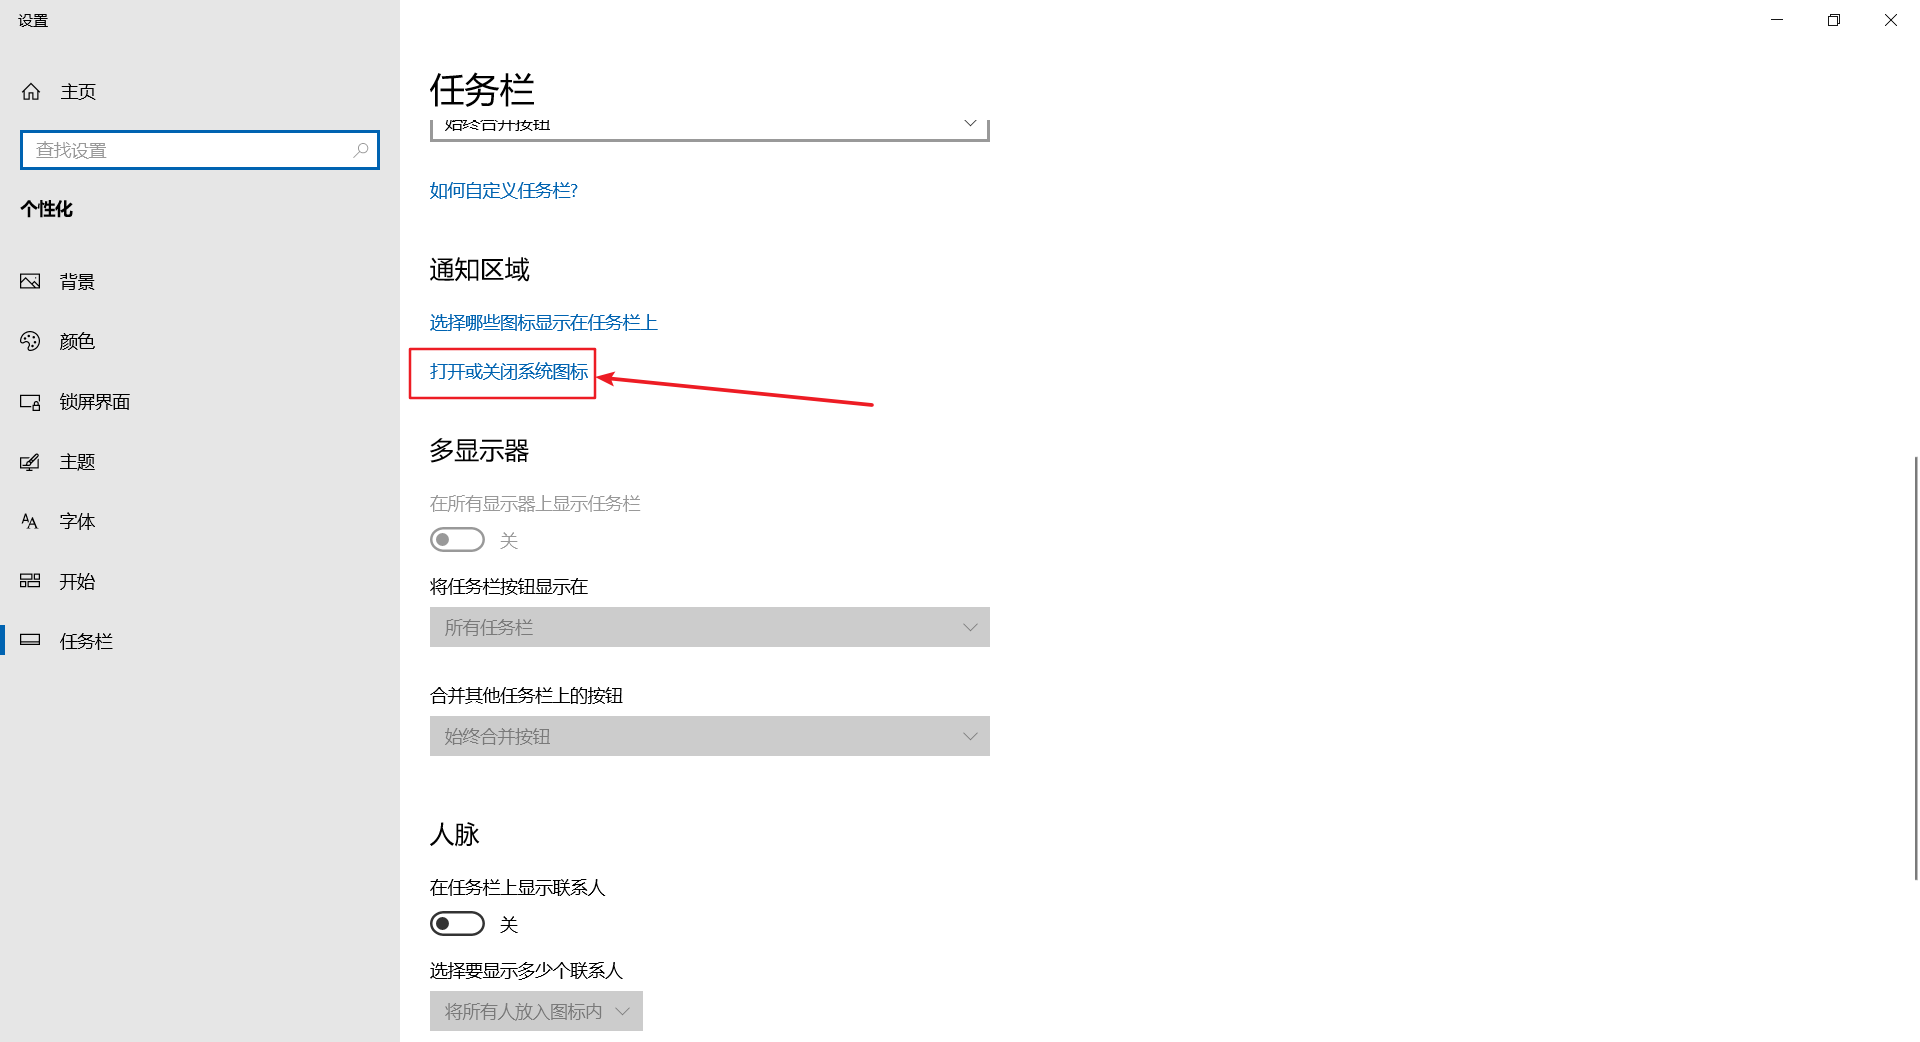 设置
主页
查找设置
个性化
背景
颜色
锁屏界面
主题
字体
开始
任务栏
任务栏
始终合并按钮
如何自定义任务栏?
通知区域
选择哪些图标显示在任务栏上
打开或关闭系统图标
多显示器
在所有显示器上显示任务栏
关
将任务栏按钮显示在
所有任务栏
合并其他任务栏上的按钮
始终合并按钮
人脉
在任务栏上显示联系人
关
选择要显示多少个联系人
将所有人放入图标内